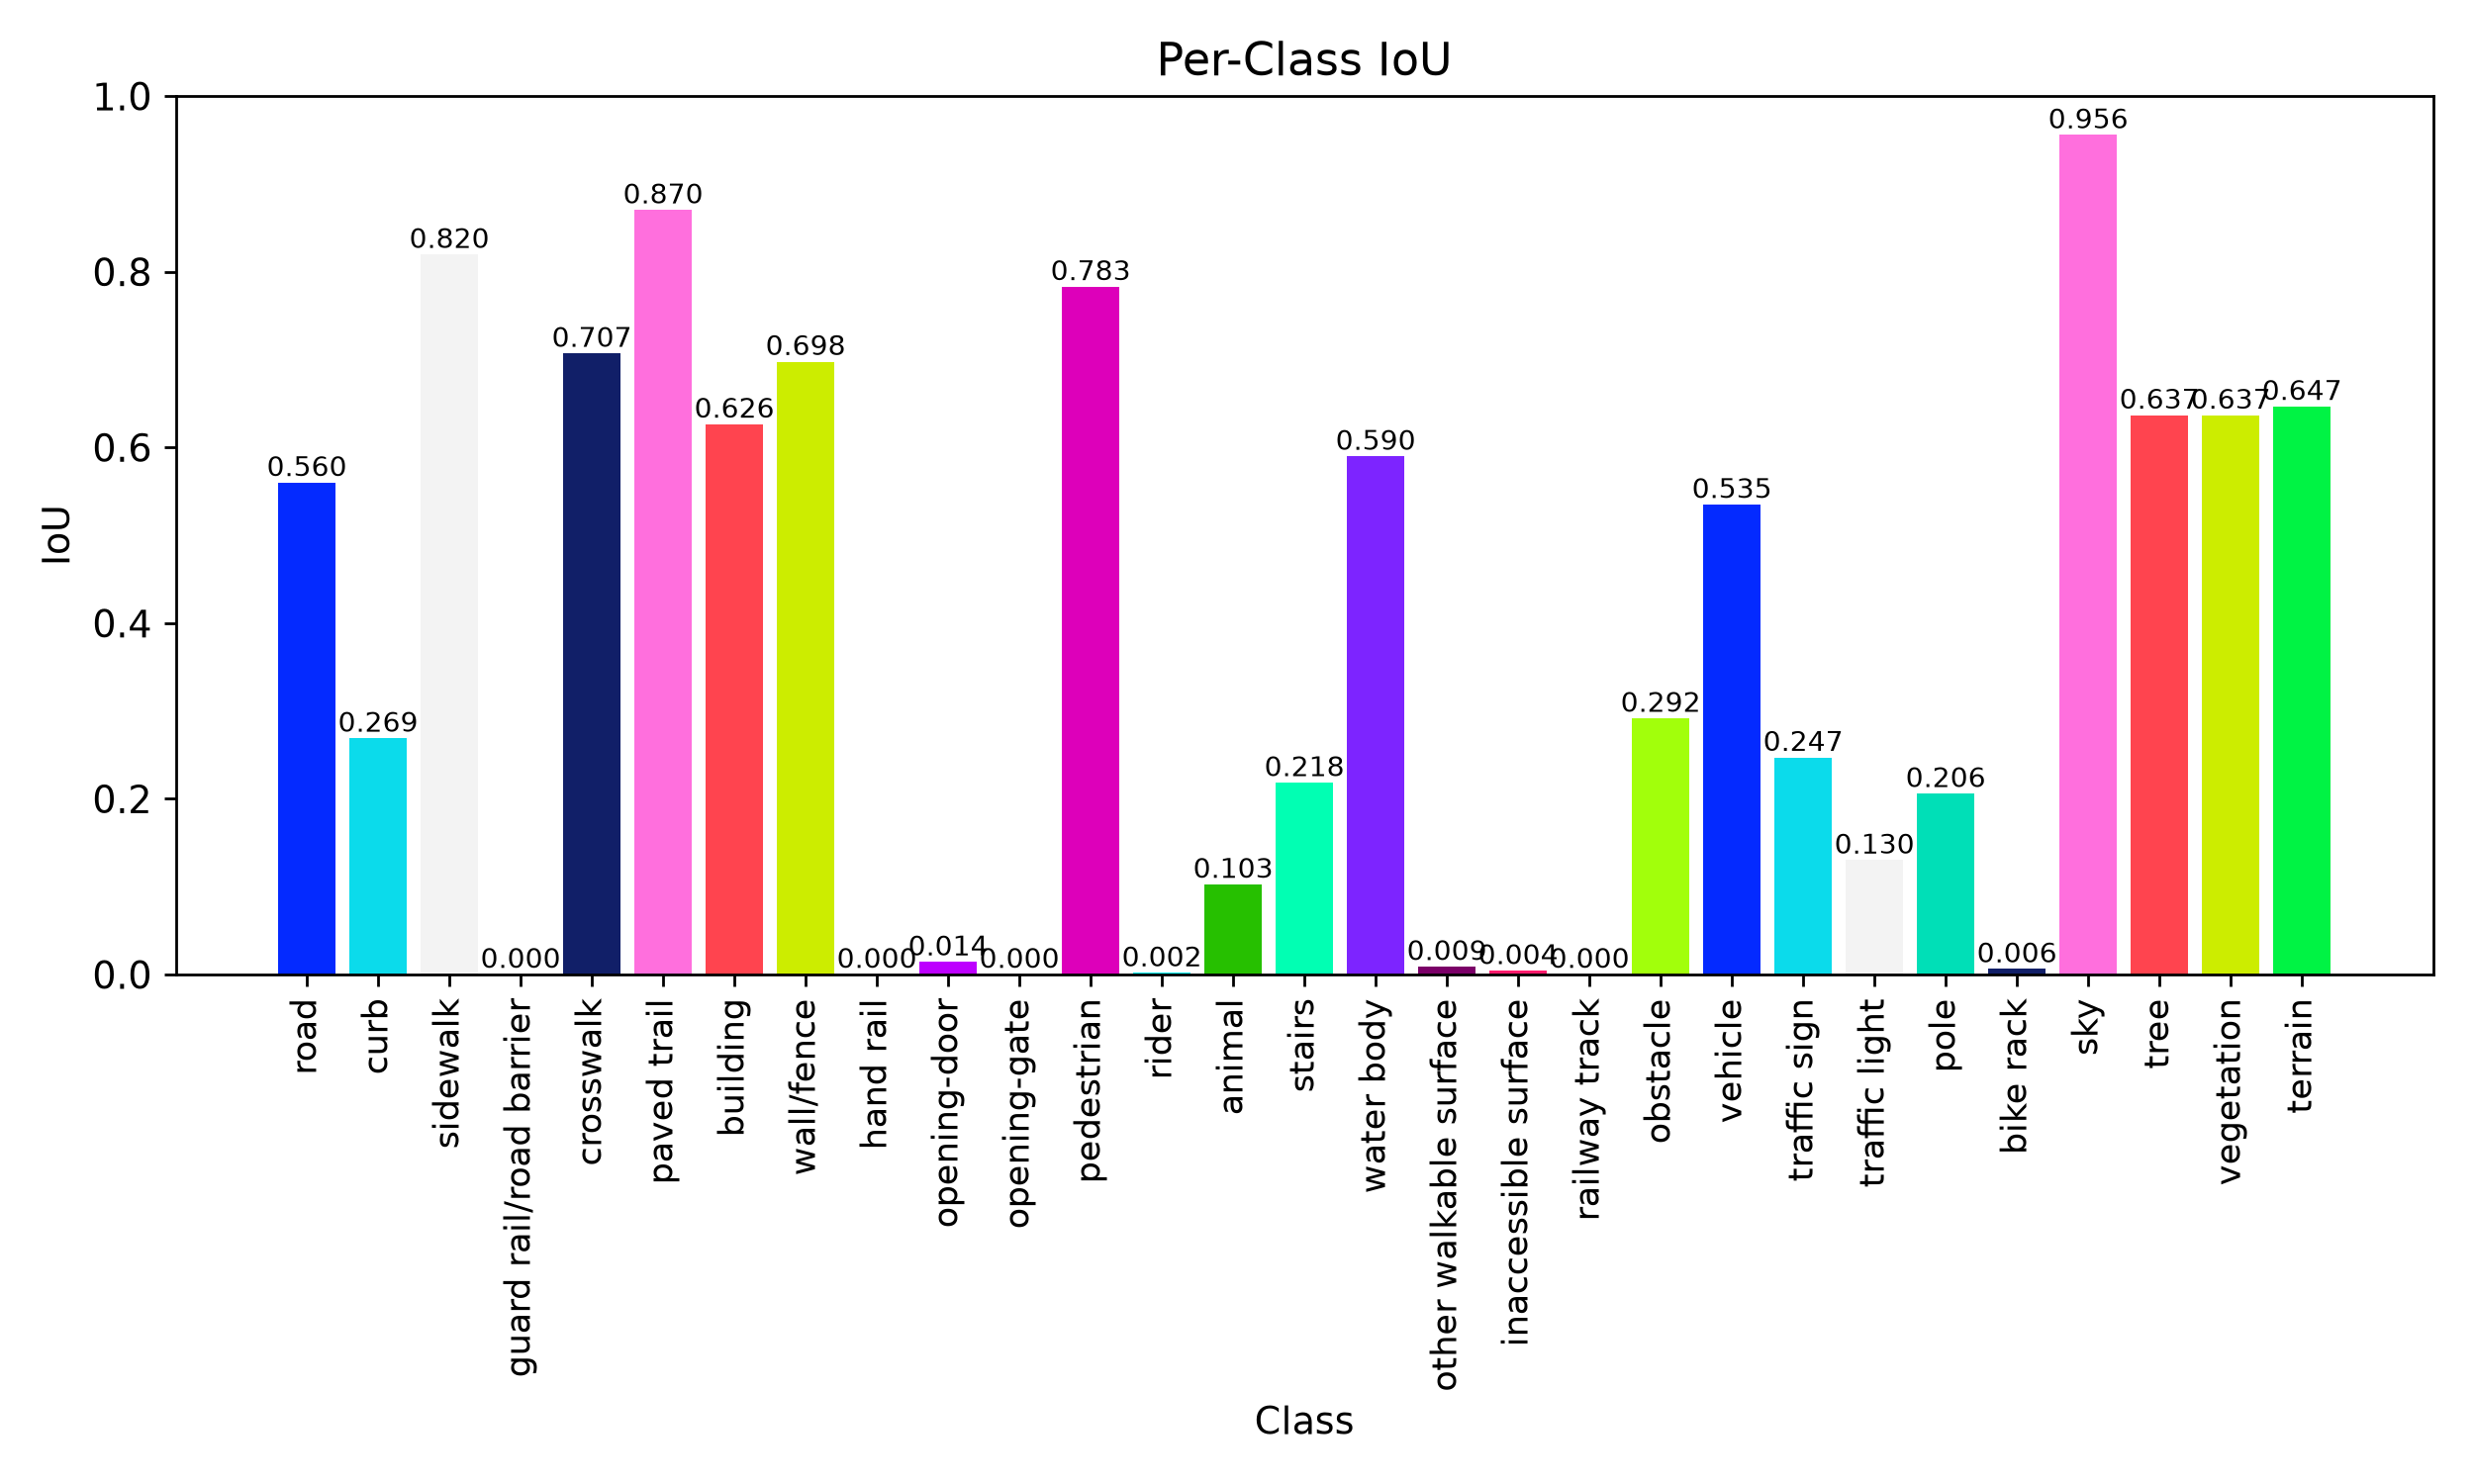 Per-Class IoU
IoU
1.0
0.8
0.6
0.4
0.2
0.0
0.560
0.269
0.820
0.000
0.707
0.870
0.626
0.698
0.000
0.014
0.000
0.783
0.002
0.103
0.218
0.590
0.009
0.004
0.000
0.292
0.535
0.247
0.130
0.206
0.006
0.956
0.637
0.637
0.647
road
curb
sidewalk
guard rail/road barrier
crosswalk
paved trail
building
wall/fence
hand rail
opening-door
opening-gate
pedestrian
rider
animal
stairs
water body
other walkable surface
inaccessible surface
railway track
obstacle
vehicle
traffic sign
traffic light
pole
bike rack
sky
tree
vegetation
terrain
Class